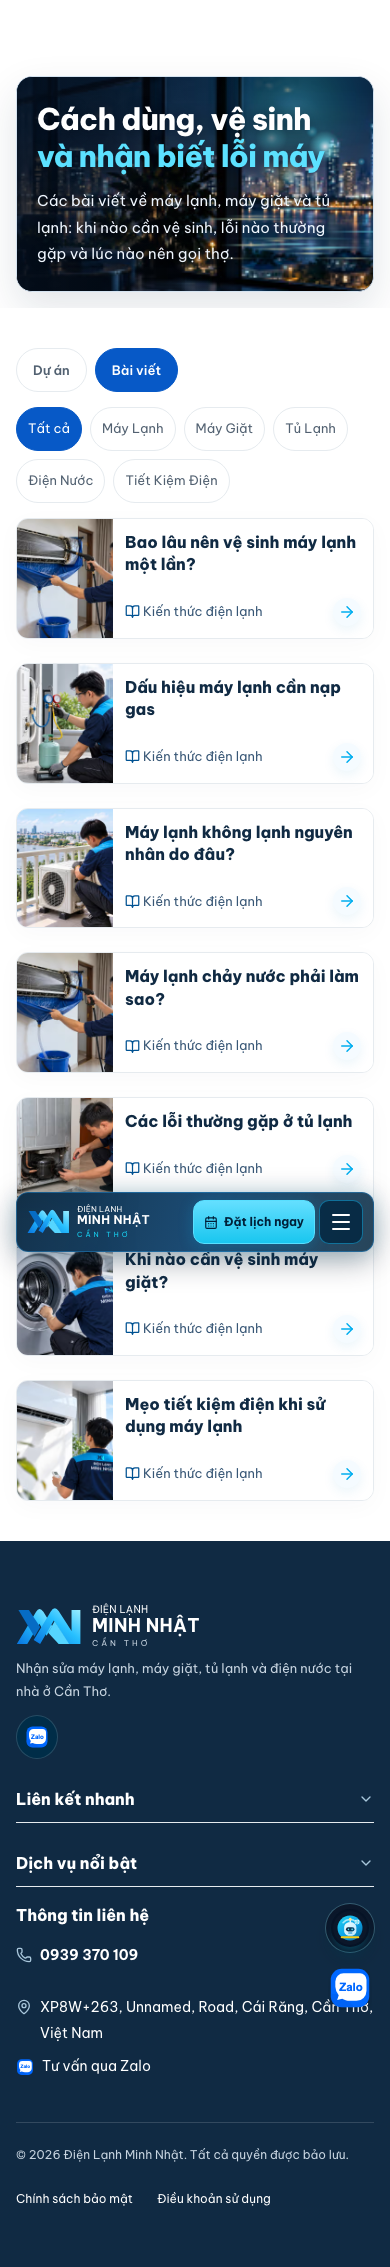 Cách dùng, vệ sinh
và nhận biết lỗi máy
Các bài viết về máy lạnh, máy giặt và tủ
lạnh: khi nào cần vệ sinh, lỗi nào thường
gặp và lúc nào nên gọi thợ.
Dự án
Bài viết
Tất cả
Máy Lạnh
Máy Giặt
Tủ Lạnh
Điện Nước
Tiết Kiệm Điện
Bao lâu nên vệ sinh máy lạnh
một lần?
Kiến thức điện lạnh
Dấu hiệu máy lạnh cần nạp
gas
Kiến thức điện lạnh
Máy lạnh không lạnh nguyên
nhân do đâu?
Kiến thức điện lạnh
Máy lạnh chảy nước phải làm
sao?
Kiến thức điện lạnh
Các lỗi thường gặp ở tủ lạnh
Kiến thức điện lạnh
ĐIỆN LẠNH
MINH NHẬT
CẦN THƠ
Đặt lịch ngay
Khi nào cần vệ sinh máy
giặt?
Kiến thức điện lạnh
Mẹo tiết kiệm điện khi sử
dụng máy lạnh
Kiến thức điện lạnh
ĐIỆN LẠNH
MINH NHẬT
CẦN THƠ
Nhận sửa máy lạnh, máy giặt, tủ lạnh và điện nước tại
nhà ở Cần Thơ.
Zalo
Liên kết nhanh
Dịch vụ nổi bật
Thông tin liên hệ
0939 370 109
Zalo
XP8W+263, Unnamed, Road, Cái Răng, Cần Thơ,
Việt Nam
Zalo
Tư vấn qua Zalo
© 2026 Điện Lạnh Minh Nhật. Tất cả quyền được bảo lưu.
Chính sách bảo mật
Điều khoản sử dụng